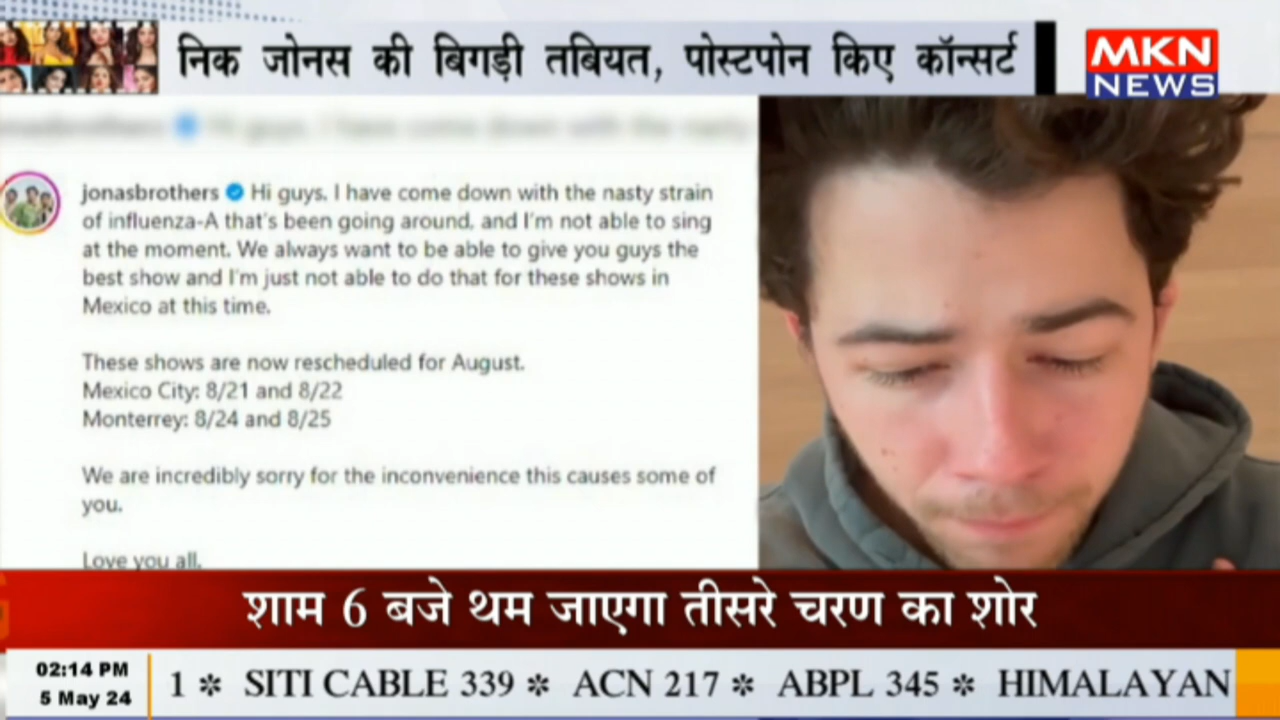 निक जोनस की बिगड़ी तबियत, पोस्टपोन किए कॉन्सर्ट
MKN
NEWS
jonasbrothers Hi guys. I have come down with the nasty strain
of influenza-A that's been going around, and I'm not able to sing
at the moment. We always want to be able to give you guys the
best show and I'm just not able to do that for these shows in
Mexico at this time.
These shows are now rescheduled for August.
Mexico City: 8/21 and 8/22
Monterrey: 8/24 and 8/25
We are incredibly sorry for the inconvenience this causes some of
you.
Love you all.
शाम 6 बजे थम जाएगा तीसरे चरण का शोर
02:14 PM
5 May 24
1 * SITI CABLE 339 * ACN 217 * ABPL 345 * HIMALAYAN